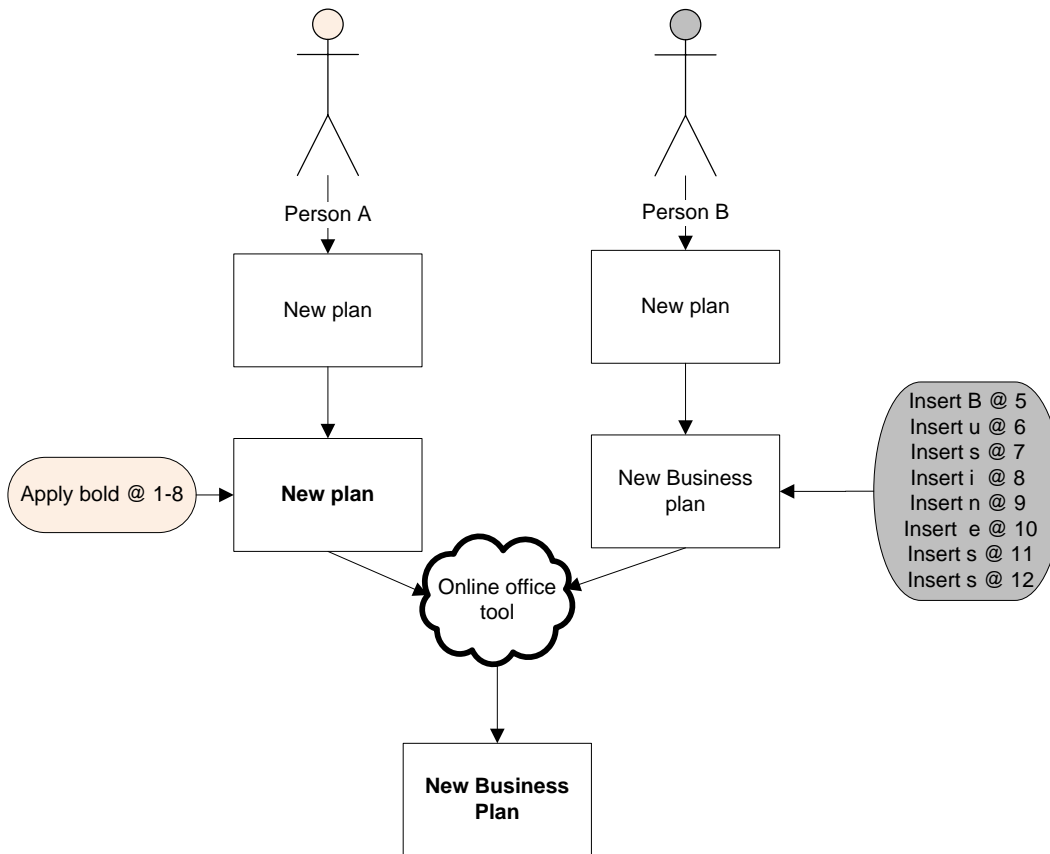 Person A
Person B
New plan
New plan
Apply bold @ 1-8
New plan
New Business
plan
Insert B @ 5
Insert u @ 6
Insert s @ 7
Insert i @ 8
Insert n @ 9
Insert e @ 10
Insert s @ 11
Insert s @ 12
Online office
tool
New Business
Plan